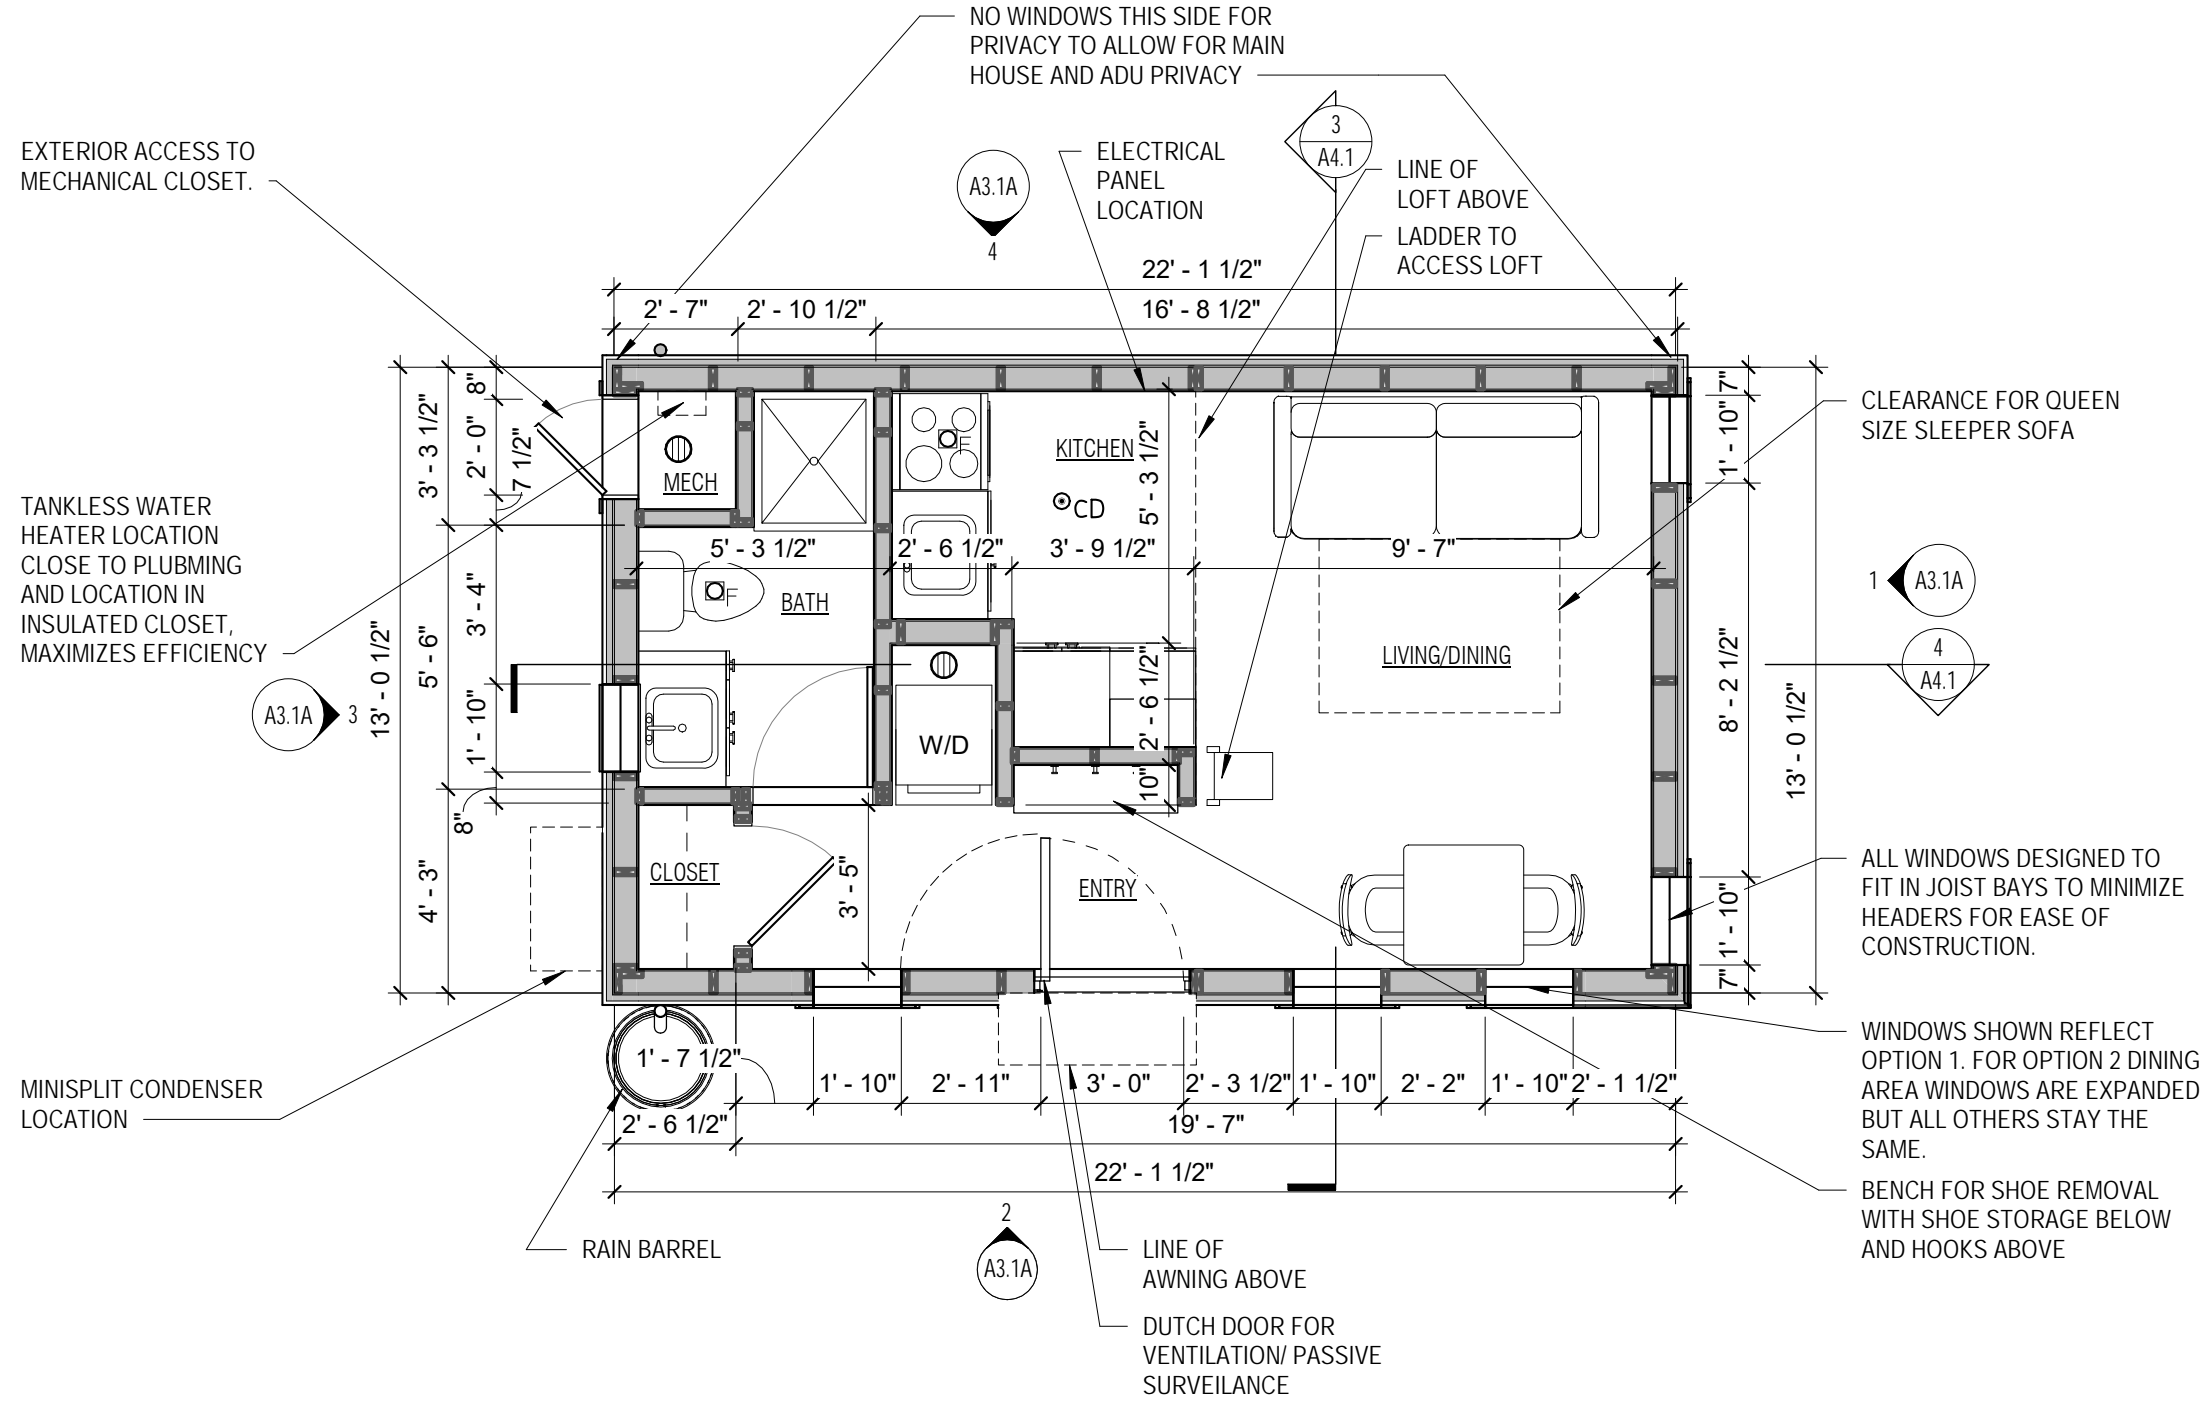 NO WINDOWS THIS SIDE FOR
PRIVACY TO ALLOW FOR MAIN
HOUSE AND ADU PRIVACY
EXTERIOR ACCESS TO
MECHANICAL CLOSET.
A3.1A
4
ELECTRICAL
PANEL
LOCATION
3
A4.1
LINE OF
LOFT ABOVE
LADDER TO
ACCESS LOFT
22' - 1 1/2"
2' - 7"
2' - 10 1/2"
16' - 8 1/2"
CLEARANCE FOR QUEEN
SIZE SLEEPER SOFA
TANKLESS WATER
HEATER LOCATION
CLOSE TO PLUBMING
AND LOCATION IN
INSULATED CLOSET,
MAXIMIZES EFFICIENCY
A3.1A
3
13' - 0 1/2"
3' - 3 1/2"
5' - 6"
4' - 3"
8"
2' - 0"
7 1/2"
3' - 4"
1' - 10"
8"
MECH
F
KITCHEN
CD
5' - 3 1/2"
5' - 3 1/2"
2' - 6 1/2"
3' - 9 1/2"
9' - 7"
F
BATH
LIVING/DINING
2' - 6 1/2"
2'
10"
W/D
CLOSET
3' - 5"
ENTRY
7"
1' - 10"
8' - 2 1/2"
1' - 10"
7"
13' - 0 1/2"
1
A3.1A
4
A4.1
ALL WINDOWS DESIGNED TO
FIT IN JOIST BAYS TO MINIMIZE
HEADERS FOR EASE OF
CONSTRUCTION.
WINDOWS SHOWN REFLECT
OPTION 1. FOR OPTION 2 DINING
AREA WINDOWS ARE EXPANDED
BUT ALL OTHERS STAY THE
SAME.
BENCH FOR SHOE REMOVAL
WITH SHOE STORAGE BELOW
AND HOOKS ABOVE
MINISPLIT CONDENSER
LOCATION
1' - 7 1/2"
1' - 10"
2' - 11"
3' - 0"
2' - 3 1/2"
1' - 10"
2' - 2"
1' - 10"
2' - 1 1/2"
2' - 6 1/2"
19' - 7"
22' - 1 1/2"
RAIN BARREL
2
A3.1A
LINE OF
AWNING ABOVE
DUTCH DOOR FOR
VENTILATION/ PASSIVE
SURVEILANCE